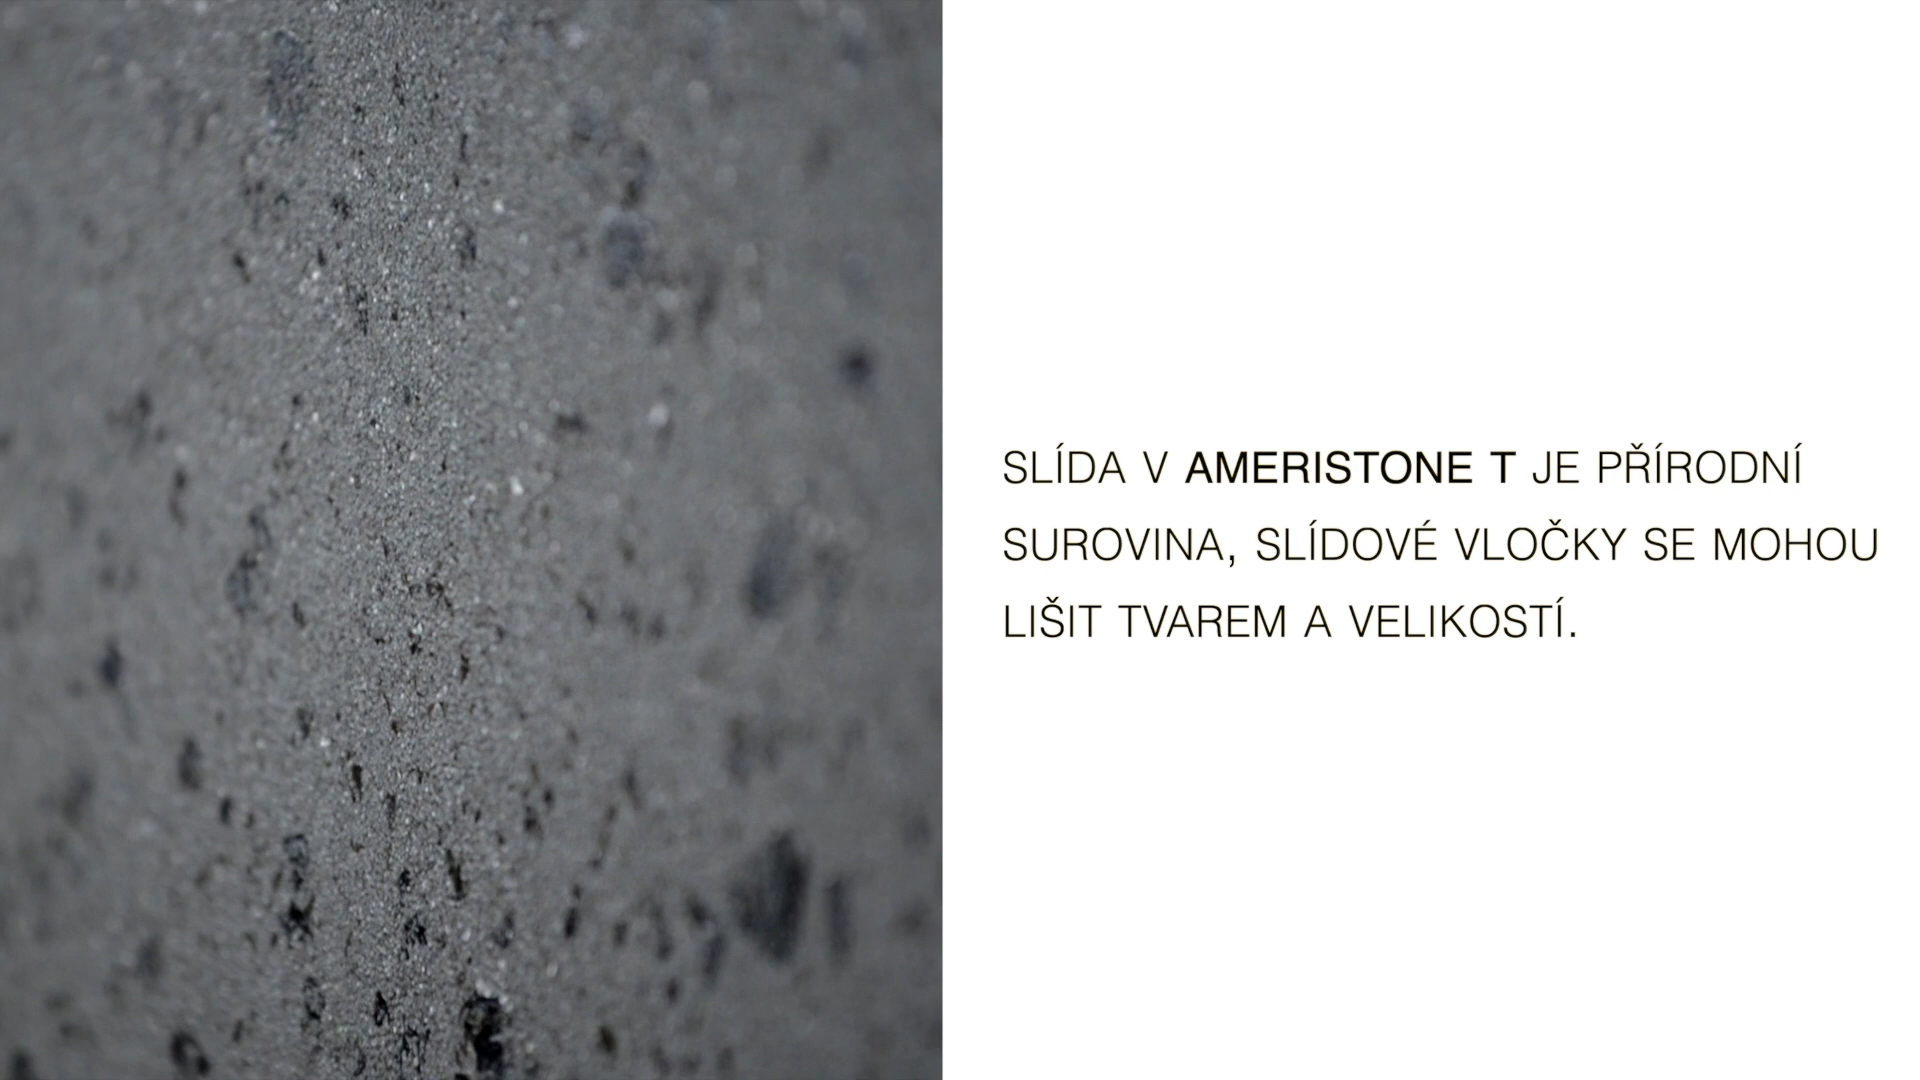 SLÍDA V AMERISTONE T JE PŘÍRODNÍ
SUROVINA, SLÍDOVÉ VLOČKY SE MOHOU
LIŠIT TVAREM A VELIKOSTÍ.